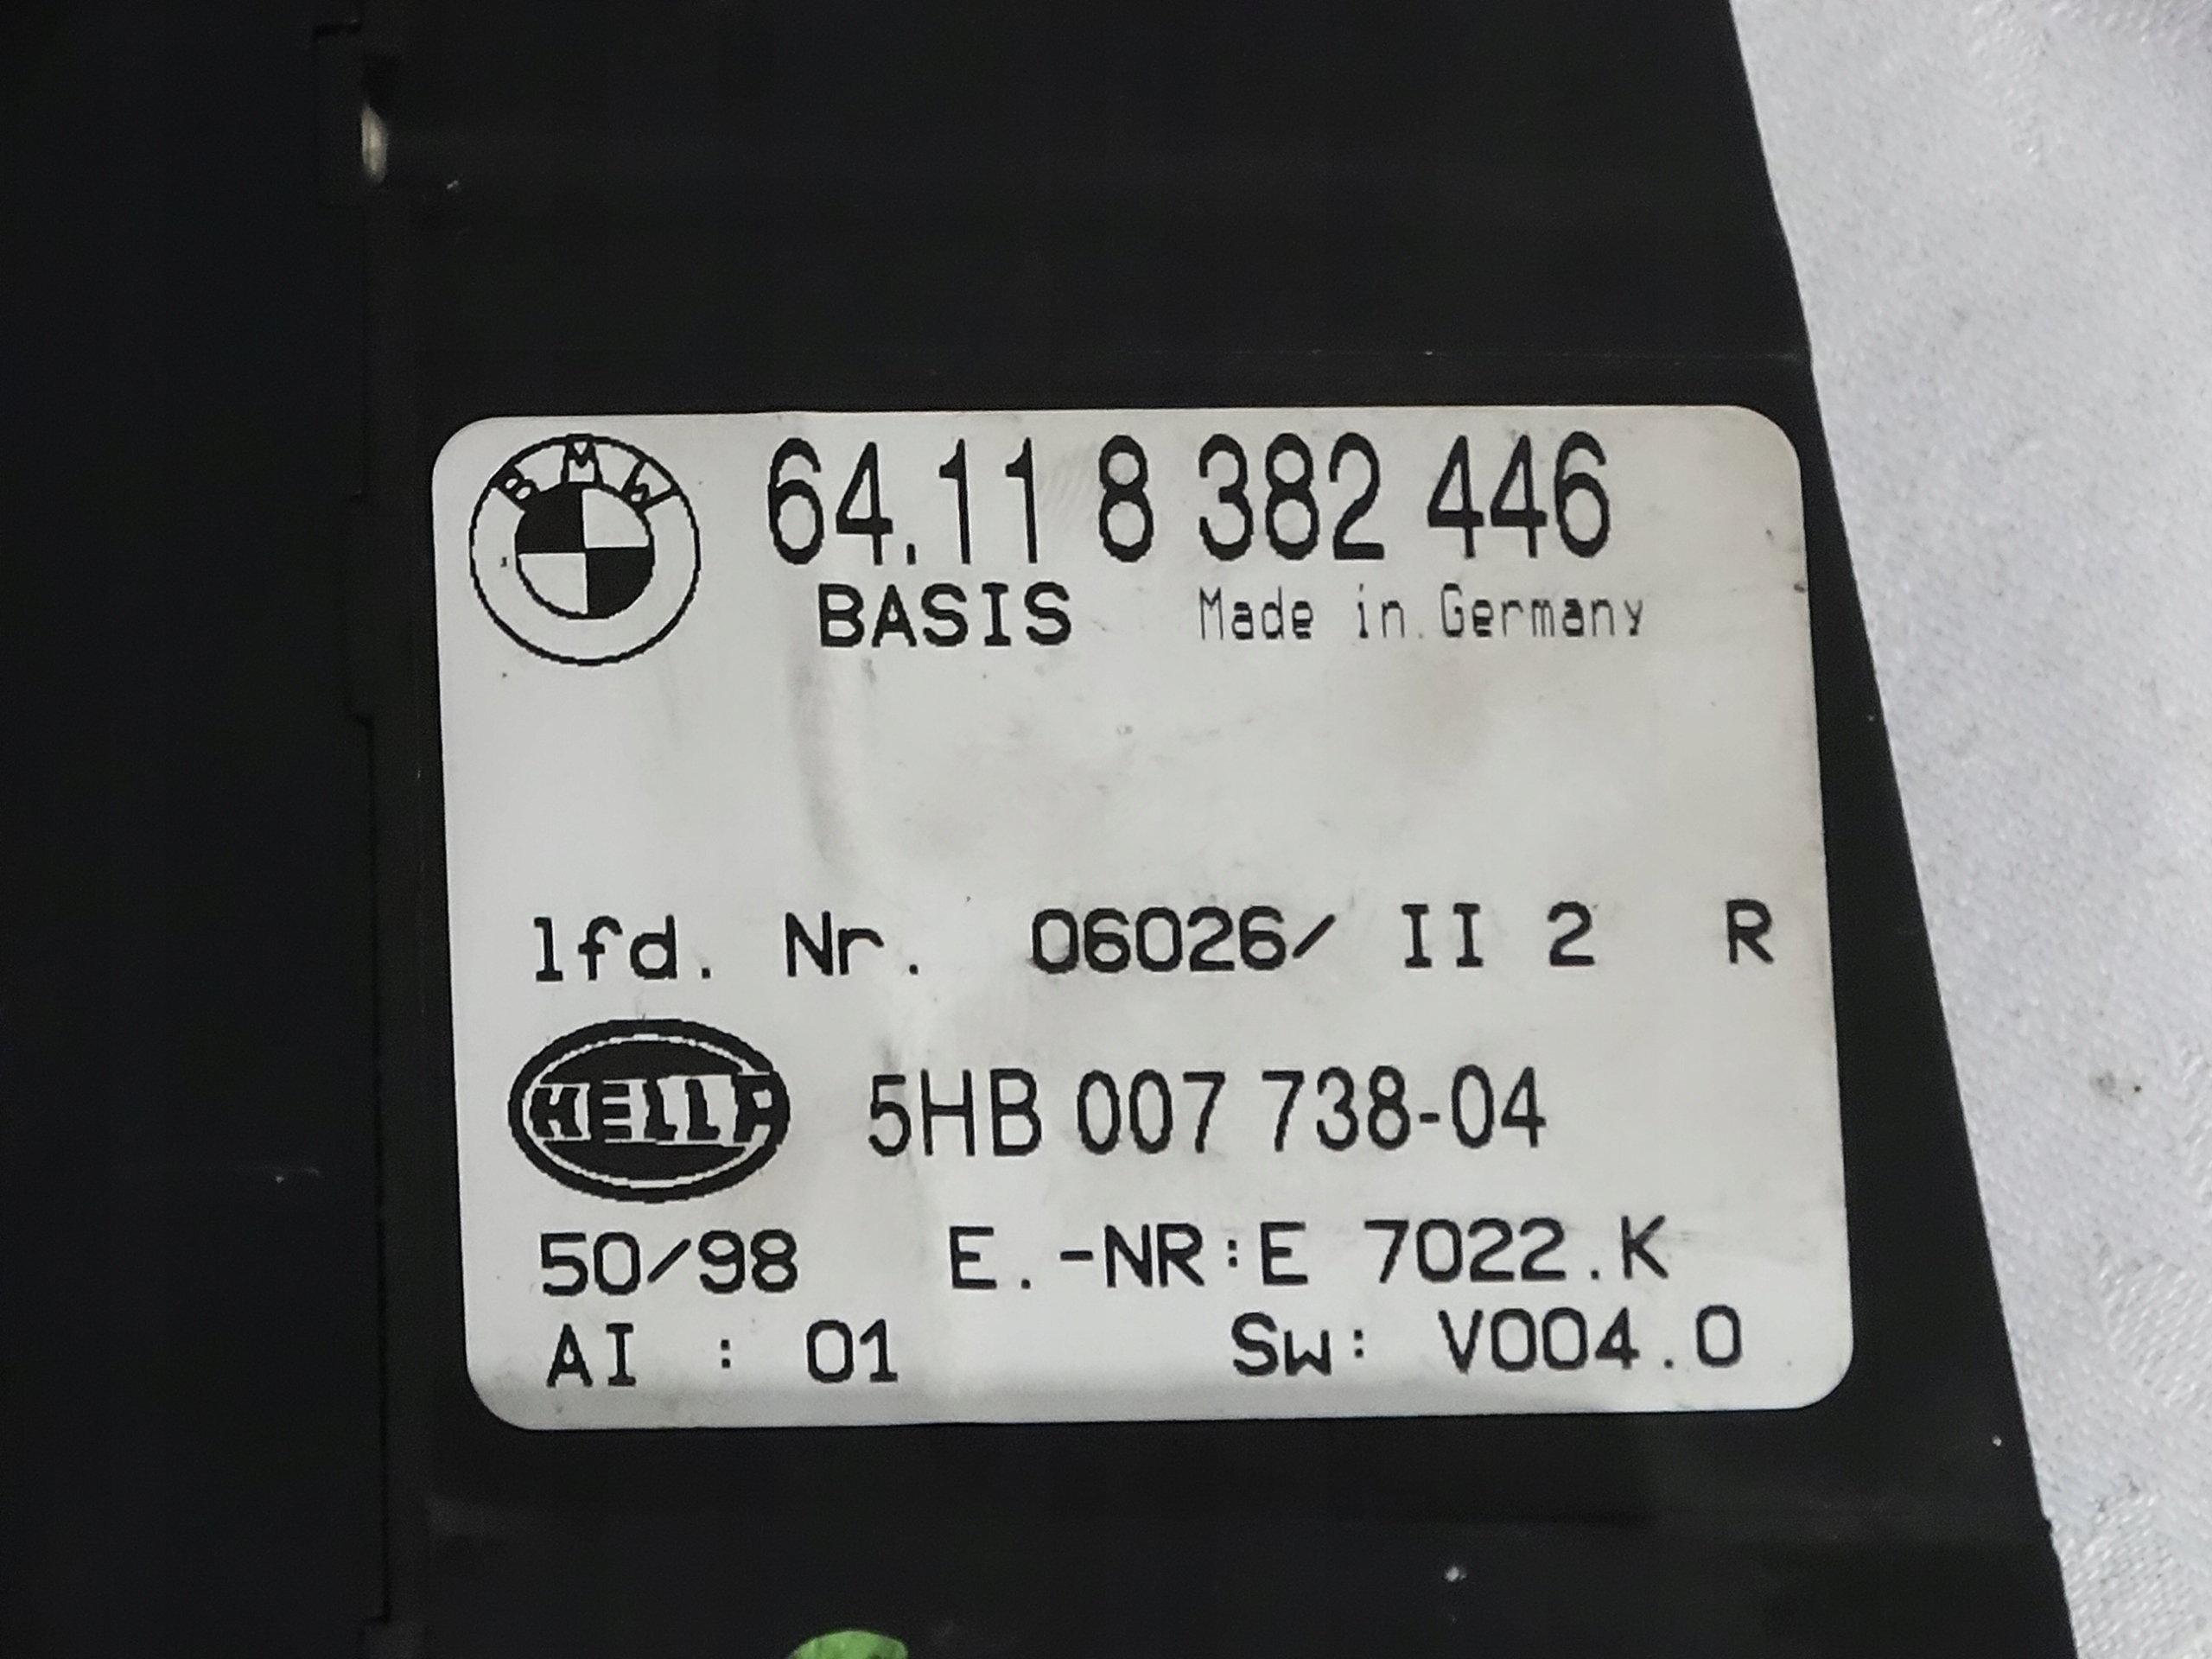 BMW 64.11 8 382 446
BASIS Made in Germany
lfd. Nr. 06026/ II 2 R
HELLA 5HB 007 738-04
50/98 E.-NR:E 7022.K
AI : 01 Sw: V004.0